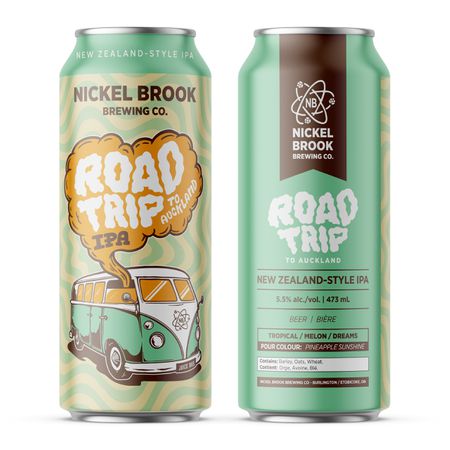 NEW ZEALAND-STYLE IPA
NICKEL BROOK
BREWING CO.
ROAD
TRIP
TO
AUCKLAND
IPA
NB
NB
NICKEL
BROOK
BREWING CO.
ROAD
TRIP
TO AUCKLAND
NEW ZEALAND-STYLE IPA
5.5% alc./vol. | 473 mL
BEER | BIÈRE
TROPICAL / MELON / DREAMS
POUR COLOUR: PINEAPPLE SUNSHINE
Contains: Barley, Oats, Wheat.
Contient: Orge, Avoine, Blé.
NICKEL BROOK BREWING CO - BURLINGTON / ETOBICOKE, ON